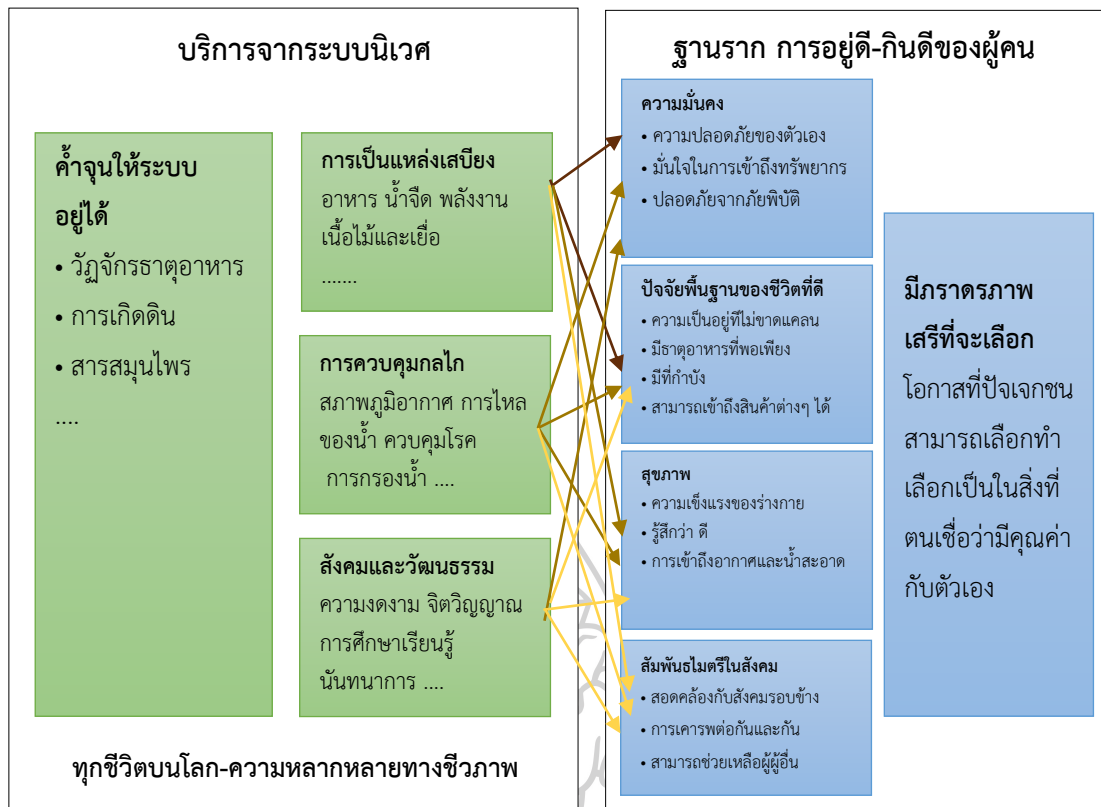 บริการจากระบบนิเวศ
ค้ำจุนให้ระบบ
อยู่ได้
• วัฏจักรธาตุอาหาร
• การเกิดดิน
• สารสมุนไพร
....
การเป็นแหล่งเสบียง
อาหาร น้ำจืด พลังงาน
เนื้อไม้และเยื่อ
.......
การควบคุมกลไก
สภาพภูมิอากาศ การไหล
ของน้ำ ควบคุมโรค
การกรองน้ำ ....
สังคมและวัฒนธรรม
ความงดงาม จิตวิญญาณ
การศึกษาเรียนรู้
นันทนาการ ....
ทุกชีวิตบนโลก-ความหลากหลายทางชีวภาพ
ฐานราก การอยู่ดี-กินดีของผู้คน
ความมั่นคง
• ความปลอดภัยของตัวเอง
• มั่นใจในการเข้าถึงทรัพยากร
• ปลอดภัยจากภัยพิบัติ
ปัจจัยพื้นฐานของชีวิตที่ดี
• ความเป็นอยู่ที่ไม่ขาดแคลน
• มีธาตุอาหารที่พอเพียง
• มีที่กำบัง
• สามารถเข้าถึงสินค้าต่างๆ ได้
สุขภาพ
• ความเข็งแรงของร่างกาย
• รู้สึกว่า ดี
• การเข้าถึงอากาศและน้ำสะอาด
สัมพันธไมตรีในสังคม
• สอดคล้องกับสังคมรอบข้าง
• การเคารพต่อกันและกัน
• สามารถช่วยเหลือผู้ผู้อื่น
มีภราดรภาพ
เสรีที่จะเลือก
โอกาสที่ปัจเจกชน
สามารถเลือกทำ
เลือกเป็นในสิ่งที่
ตนเชื่อว่ามีคุณค่า
กับตัวเอง